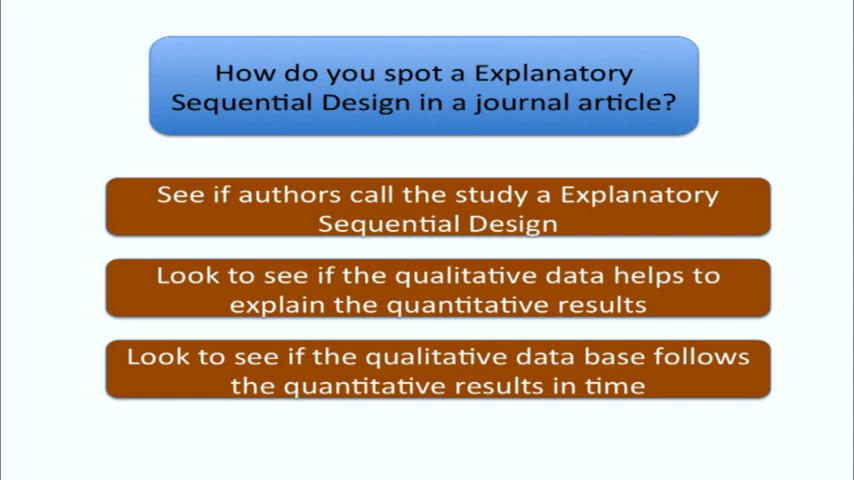 How do you spot a Explanatory
Sequential Design in a journal article?
See if authors call the study a Explanatory
Sequential Design
Look to see if the qualitative data helps to
explain the quantitative results
Look to see if the qualitative data base follows
the quantitative results in time